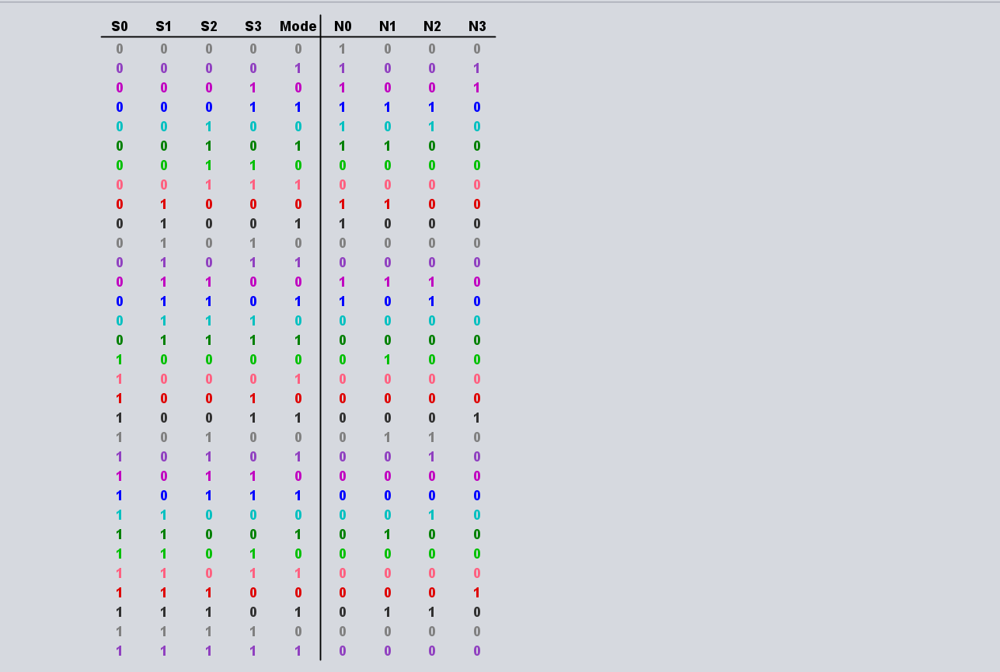 S0 S1 S2 S3 Mode N0 N1 N2 N3
0 0 0 0 0 1 0 0 0
0 0 0 0 1 1 0 0 1
0 0 0 1 0 1 0 0 1
0 0 0 1 1 1 1 1 0
0 0 1 0 0 1 0 1 0
0 0 1 0 1 1 1 0 0
0 0 1 1 0 0 0 0 0
0 0 1 1 1 0 0 0 0
0 1 0 0 0 1 1 0 0
0 1 0 0 1 1 0 0 0
0 1 0 1 0 0 0 0 0
0 1 0 1 1 0 0 0 0
0 1 1 0 0 1 1 1 0
0 1 1 0 1 1 0 1 0
0 1 1 1 0 0 0 0 0
0 1 1 1 1 0 0 0 0
1 0 0 0 0 0 1 0 0
1 0 0 0 1 0 0 0 0
1 0 0 1 0 0 0 0 0
1 0 0 1 1 0 0 0 1
1 0 1 0 0 0 1 1 0
1 0 1 0 1 0 0 1 0
1 0 1 1 0 0 0 0 0
1 0 1 1 1 0 0 0 0
1 1 0 0 0 0 0 1 0
1 1 0 0 1 0 1 0 0
1 1 0 1 0 0 0 0 0
1 1 0 1 1 0 0 0 0
1 1 1 0 0 0 0 0 1
1 1 1 0 1 0 1 1 0
1 1 1 1 0 0 0 0 0
1 1 1 1 1 0 0 0 0